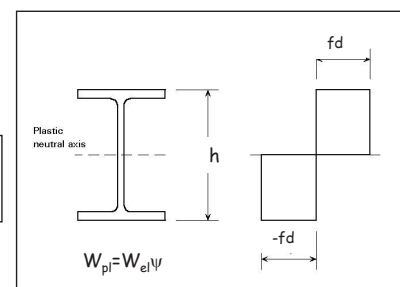 fd
Plastic
neutral axis
h
-fd
Wpl=Welψ